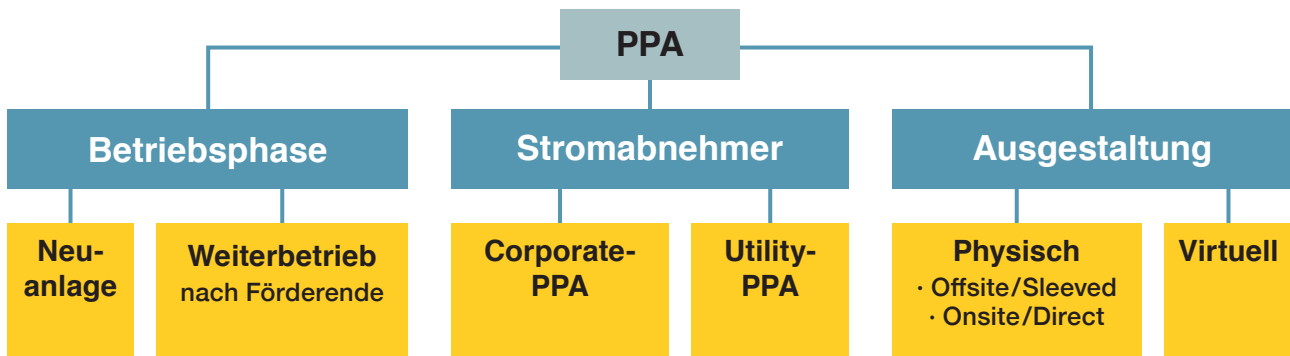 PPA
Betriebsphase
Stromabnehmer
Ausgestaltung
Neu-
anlage
Weiterbetrieb
nach Förderende
Corporate-
PPA
Utility-
PPA
Physisch
· Offsite/Sleeved
· Onsite/Direct
Virtuell